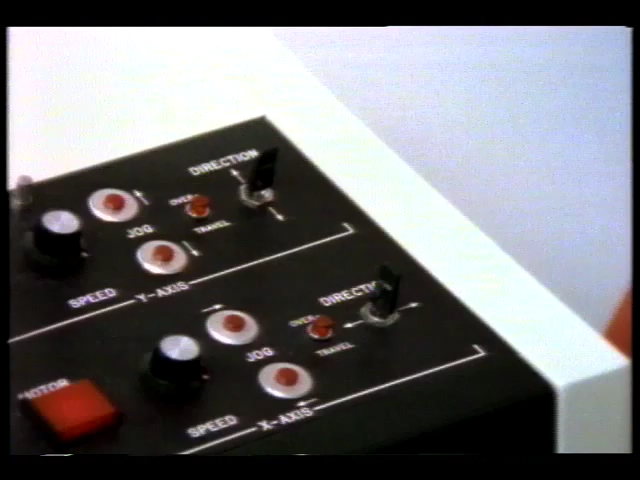 DIRECTION
OVER
TRAVEL
JOG
SPEED
Y-AXIS
DIRECTION
OVER
TRAVEL
JOG
MOTOR
SPEED
X-AXIS